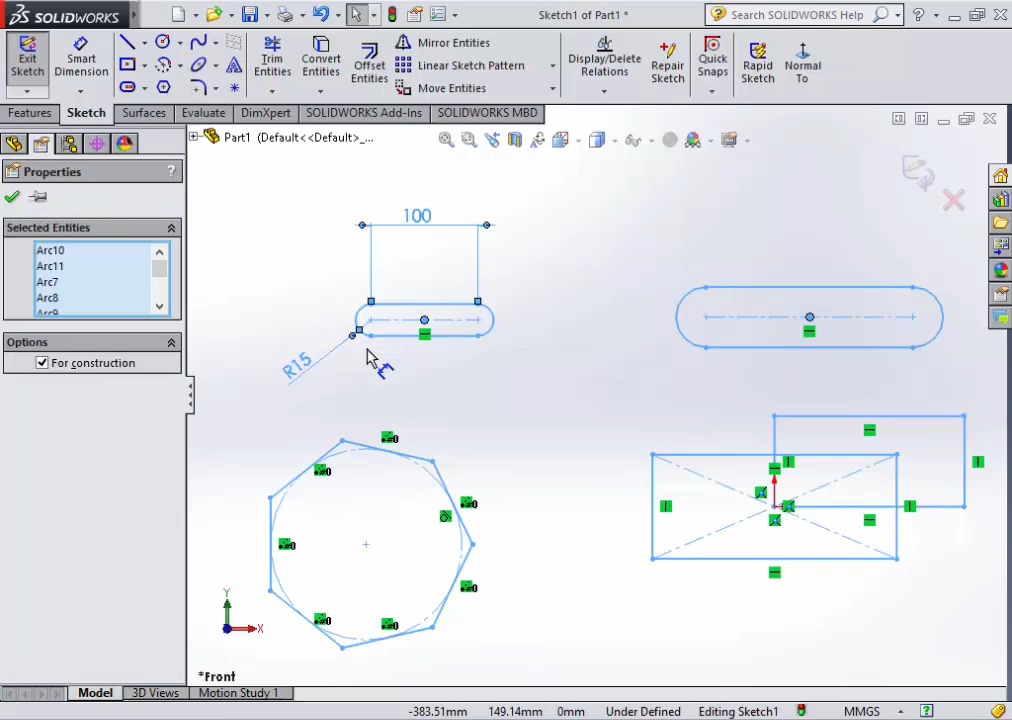 SOLIDWORKS
Sketch1 of Part1 *
Search SOLIDWORKS Help
?
Exit Sketch
Smart Dimension
Trim Entities
Convert Entities
Offset Entities
Mirror Entities
Linear Sketch Pattern
Move Entities
Display/Delete Relations
Repair Sketch
Quick Snaps
Rapid Sketch
Normal To
Features
Sketch
Surfaces
Evaluate
DimXpert
SOLIDWORKS Add-Ins
SOLIDWORKS MBD
Part1 (Default<<Default>_...
Properties
?
Selected Entities
Arc10
Arc11
Arc7
Arc8
Arc9
Options
For construction
100
R15
Y
X
*Front
Model
3D Views
Motion Study 1
-383.51mm
149.14mm
0mm
Under Defined
Editing Sketch1
MMGS
?